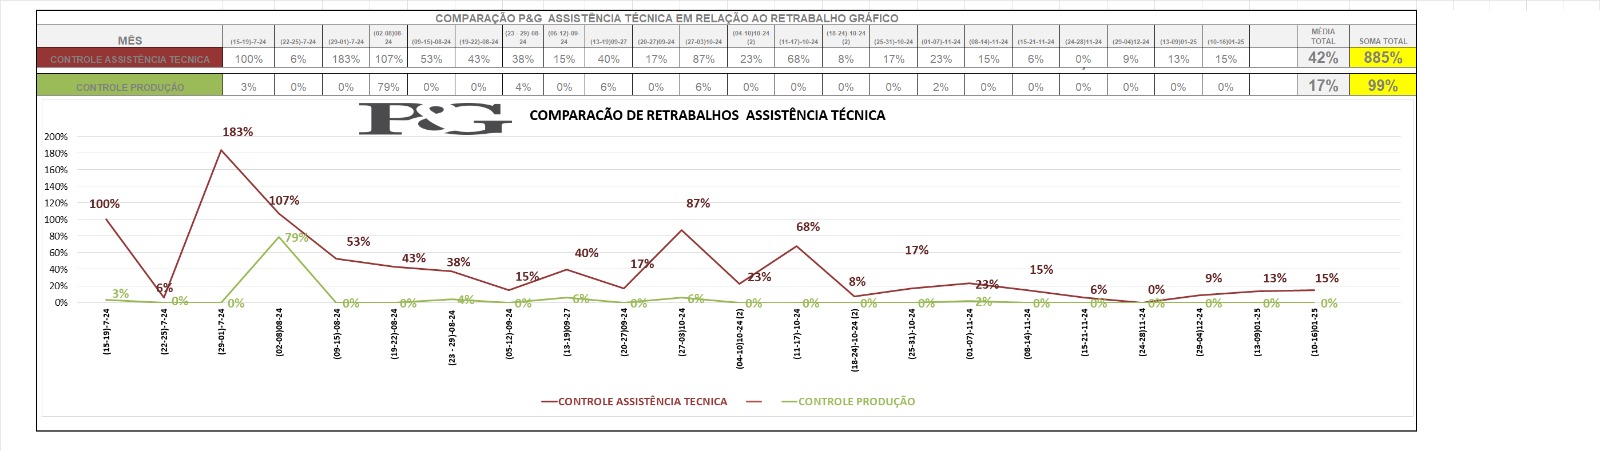 COMPARAÇÃO P&G ASSISTÊNCIA TÉCNICA EM RELAÇÃO AO RETRABALHO GRÁFICO
MÊS (15-19)-7-24 (22-25)-7-24 (29-01)-7-24 (02-08)08-24 (09-15)-08-24 (19-22)-08-24 (23 - 29)-08-24 (05-12)-09-24 (13-19)09-27 (20-27)09-24 (27-03)10-24 (04-10)10-24 (2) (11-17)-10-24 (18-24)-10-24 (2) (25-31)-10-24 (01-07)-11-24 (08-14)-11-24 (15-21-11-24 (24-28)11-24 (29-04)12-24 (13-09)01-25 (10-16)01-25 MÉDIA TOTAL SOMA TOTAL
CONTROLE ASSISTÊNCIA TECNICA 100% 6% 183% 107% 53% 43% 38% 15% 40% 17% 87% 23% 68% 8% 17% 23% 15% 6% 0% 9% 13% 15% 42% 885%
CONTROLE PRODUÇÃO 3% 0% 0% 79% 0% 0% 4% 0% 6% 0% 6% 0% 0% 0% 0% 2% 0% 0% 0% 0% 0% 0% 17% 99%
P&G COMPARACÃO DE RETRABALHOS ASSISTÊNCIA TÉCNICA
200%
180%
160%
140%
120%
100%
80%
60%
40%
20%
0%
100% 6% 183% 107% 53% 43% 38% 15% 40% 17% 87% 23% 68% 8% 17% 23% 15% 6% 0% 9% 13% 15%
3% 0% 0% 79% 0% 0% 4% 0% 6% 0% 6% 0% 0% 0% 0% 2% 0% 0% 0% 0% 0% 0%
(15-19)-7-24 (22-25)-7-24 (29-01)-7-24 (02-08)08-24 (09-15)-08-24 (19-22)-08-24 (23 - 29)-08-24 (05-12)-09-24 (13-19)09-27 (20-27)09-24 (27-03)10-24 (04-10)10-24 (2) (11-17)-10-24 (18-24)-10-24 (2) (25-31)-10-24 (01-07)-11-24 (08-14)-11-24 (15-21-11-24 (24-28)11-24 (29-04)12-24 (13-09)01-25 (10-16)01-25
CONTROLE ASSISTÊNCIA TECNICA CONTROLE PRODUÇÃO